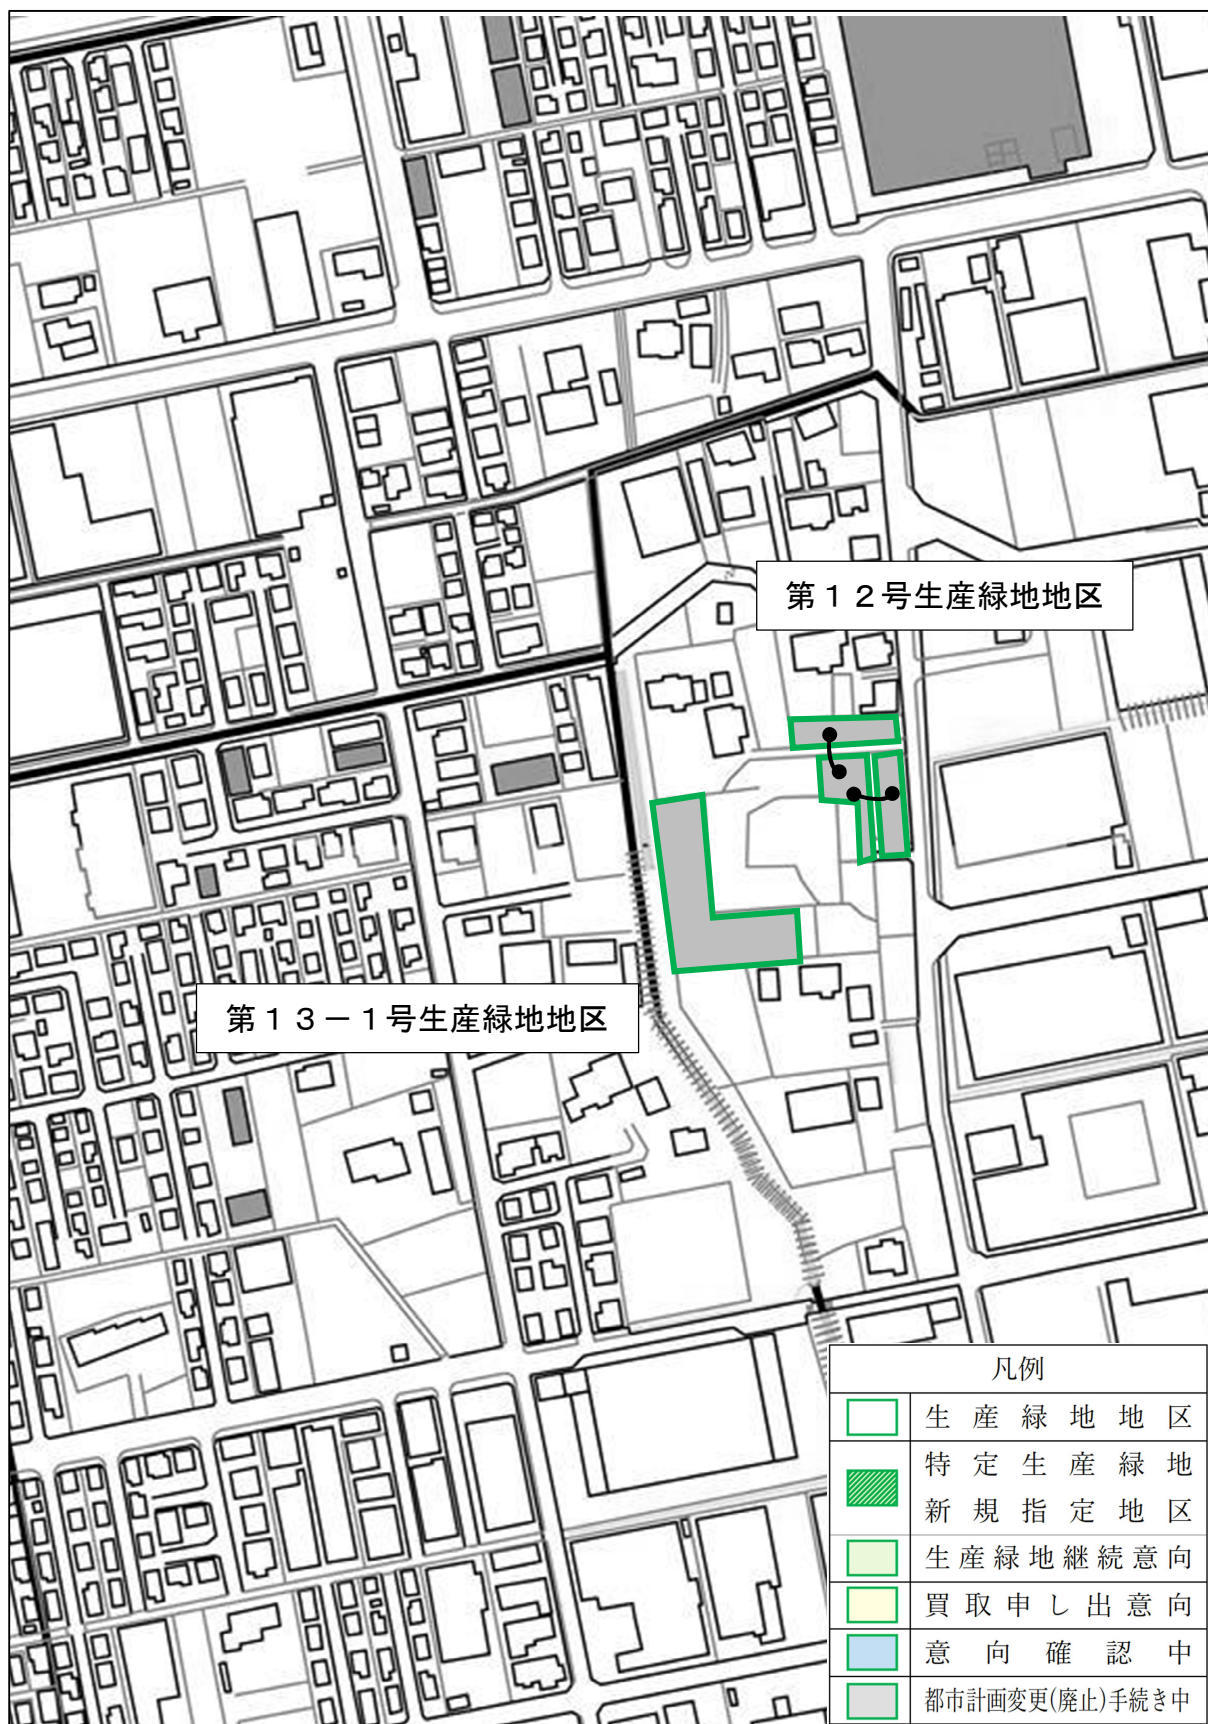 第１２号生産緑地地区
第１３－１号生産緑地地区
凡例
生産緑地地区
特定生産緑地
新規指定地区
生産緑地継続意向
買取申し出意向
意向確認中
都市計画変更(廃止)手続き中